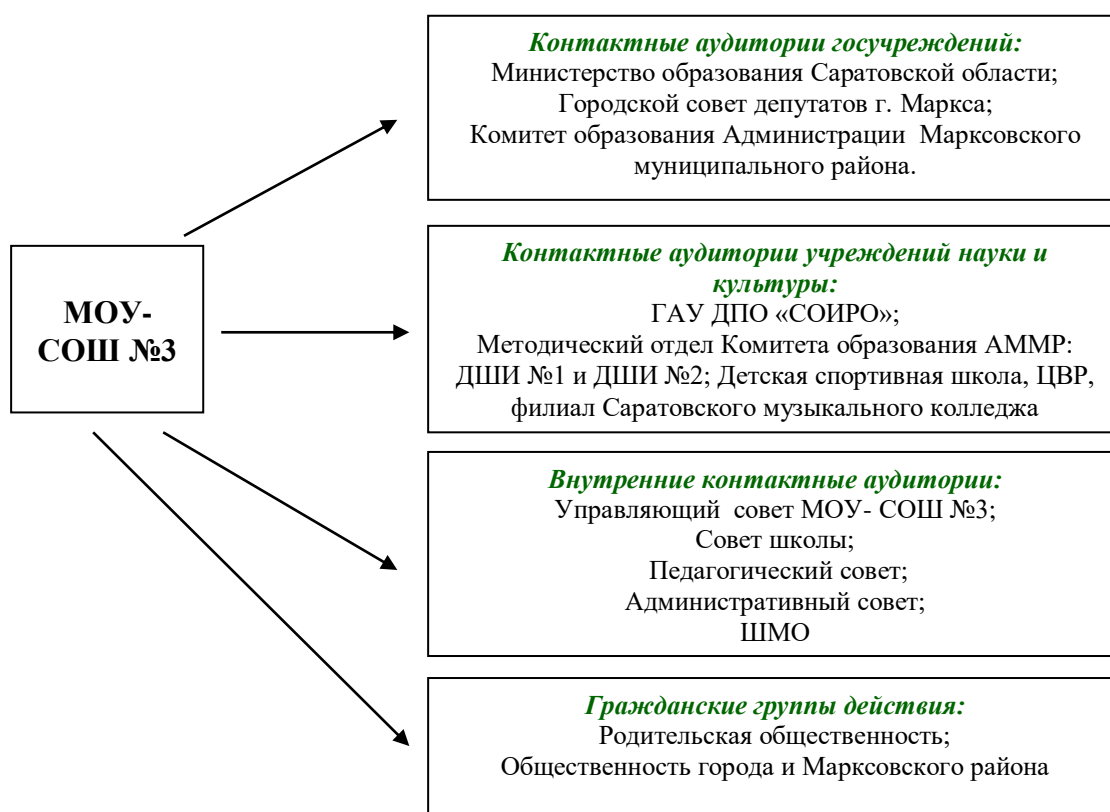 Контактные аудитории госучреждений:
Министерство образования Саратовской области;
Городской совет депутатов г. Маркса;
Комитет образования Администрации  Марксовского
муниципального района.
МОУ-
СОШ №3
Контактные аудитории учреждений науки и
культуры:
ГАУ ДПО «СОИРО»;
Методический отдел Комитета образования АММР:
ДШИ №1 и ДШИ №2; Детская спортивная школа, ЦВР,
филиал Саратовского музыкального колледжа
Внутренние контактные аудитории:
Управляющий  совет МОУ- СОШ №3;
Совет школы;
Педагогический совет;
Административный совет;
ШМО
Гражданские группы действия:
Родительская общественность;
Общественность города и Марксовского района